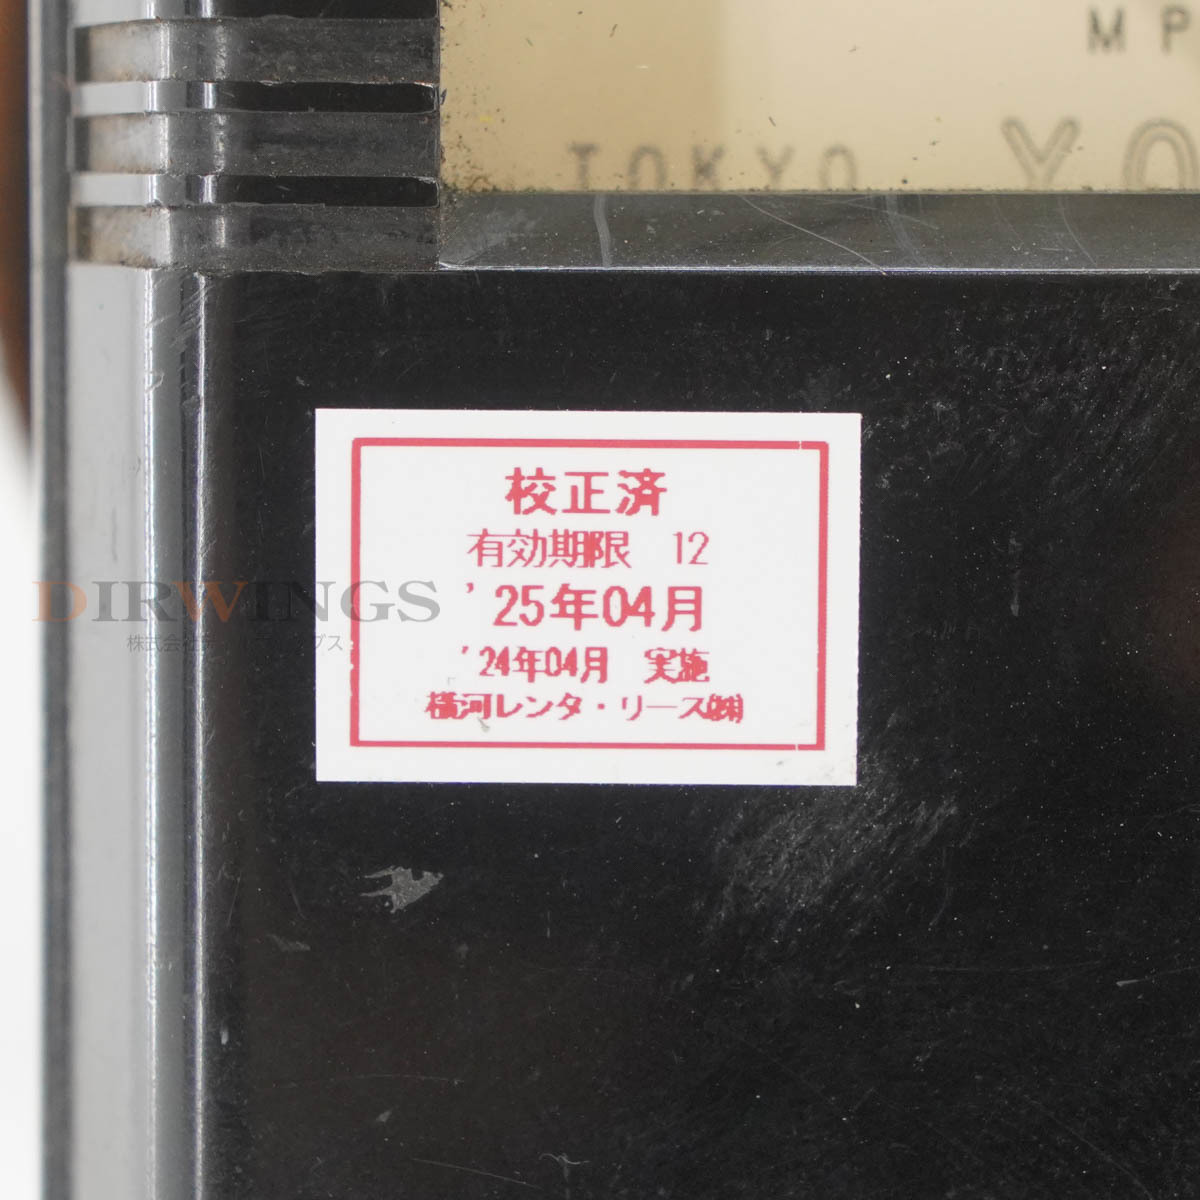 MP
TOKYO YO
校正済
有効期限 12
'25年04月
'24年04月 実施
横河レンタ・リース㈱
DIRWINGS